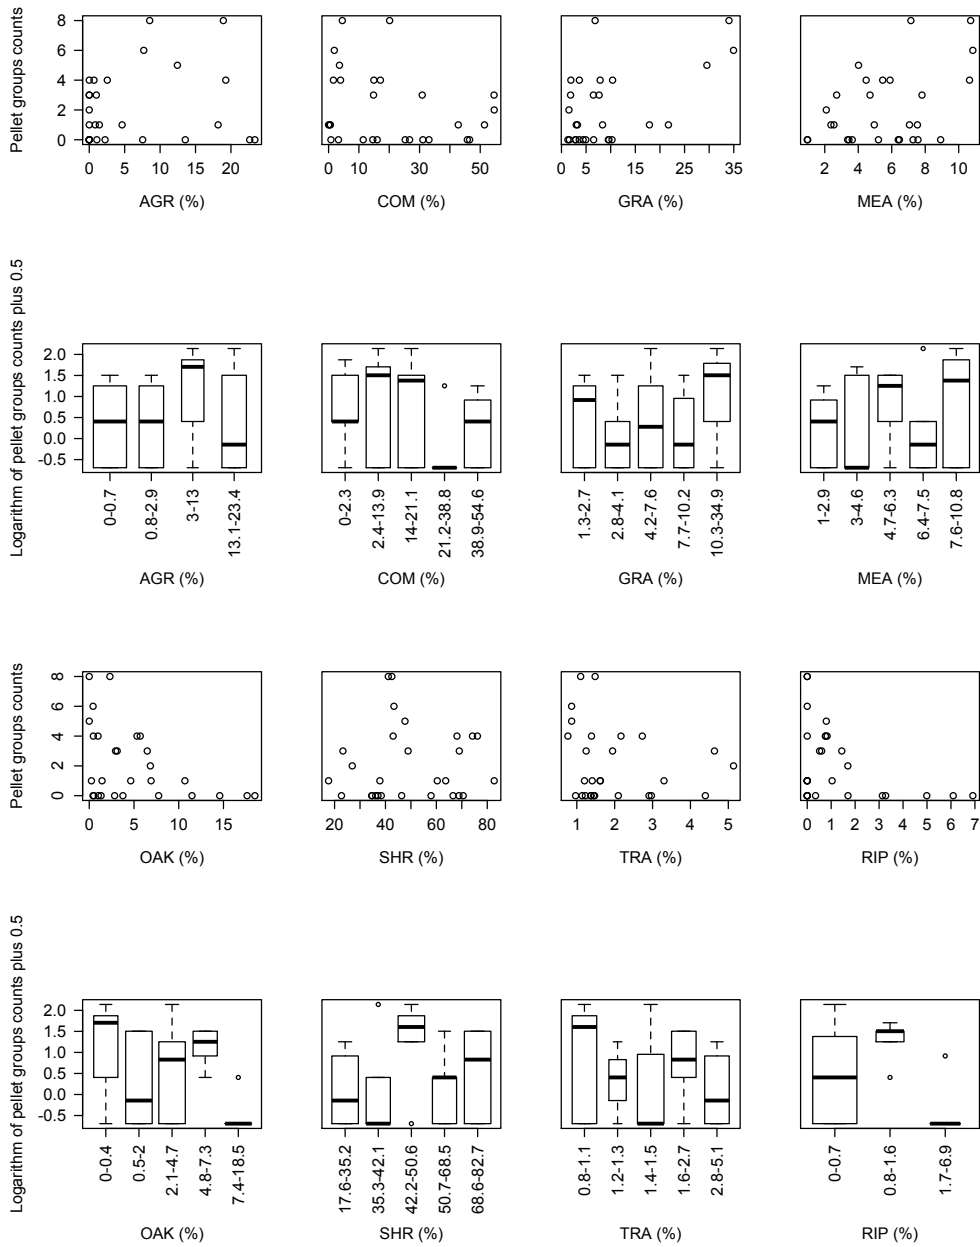 Pellet groups counts
8
6
4
2
0
0 5 10 15 20
0 10 20 30 40 50
0 5 15 25 35
2 4 6 8 10
AGR (%)
COM (%)
GRA (%)
MEA (%)
Logarithm of pellet groups counts plus 0.5
2.0
1.5
1.0
0.5
0.0
-0.5
0-0.7
0.8-2.9
3-13
13.1-23.4
0-2.3
2.4-13.9
14-21.1
21.2-38.8
38.9-54.6
1.3-2.7
2.8-4.1
4.2-7.6
7.7-10.2
10.3-34.9
1-2.9
3-4.6
4.7-6.3
6.4-7.5
7.6-10.8
AGR (%)
COM (%)
GRA (%)
MEA (%)
Pellet groups counts
8
6
4
2
0
0 5 10 15
20 40 60 80
1 2 3 4 5
0 1 2 3 4 5 6 7
OAK (%)
SHR (%)
TRA (%)
RIP (%)
Logarithm of pellet groups counts plus 0.5
2.0
1.5
1.0
0.5
0.0
-0.5
0-0.4
0.5-2
2.1-4.7
4.8-7.3
7.4-18.5
17.6-35.2
35.3-42.1
42.2-50.6
50.7-68.5
68.6-82.7
0.8-1.1
1.2-1.3
1.4-1.5
1.6-2.7
2.8-5.1
0-0.7
0.8-1.6
1.7-6.9
OAK (%)
SHR (%)
TRA (%)
RIP (%)